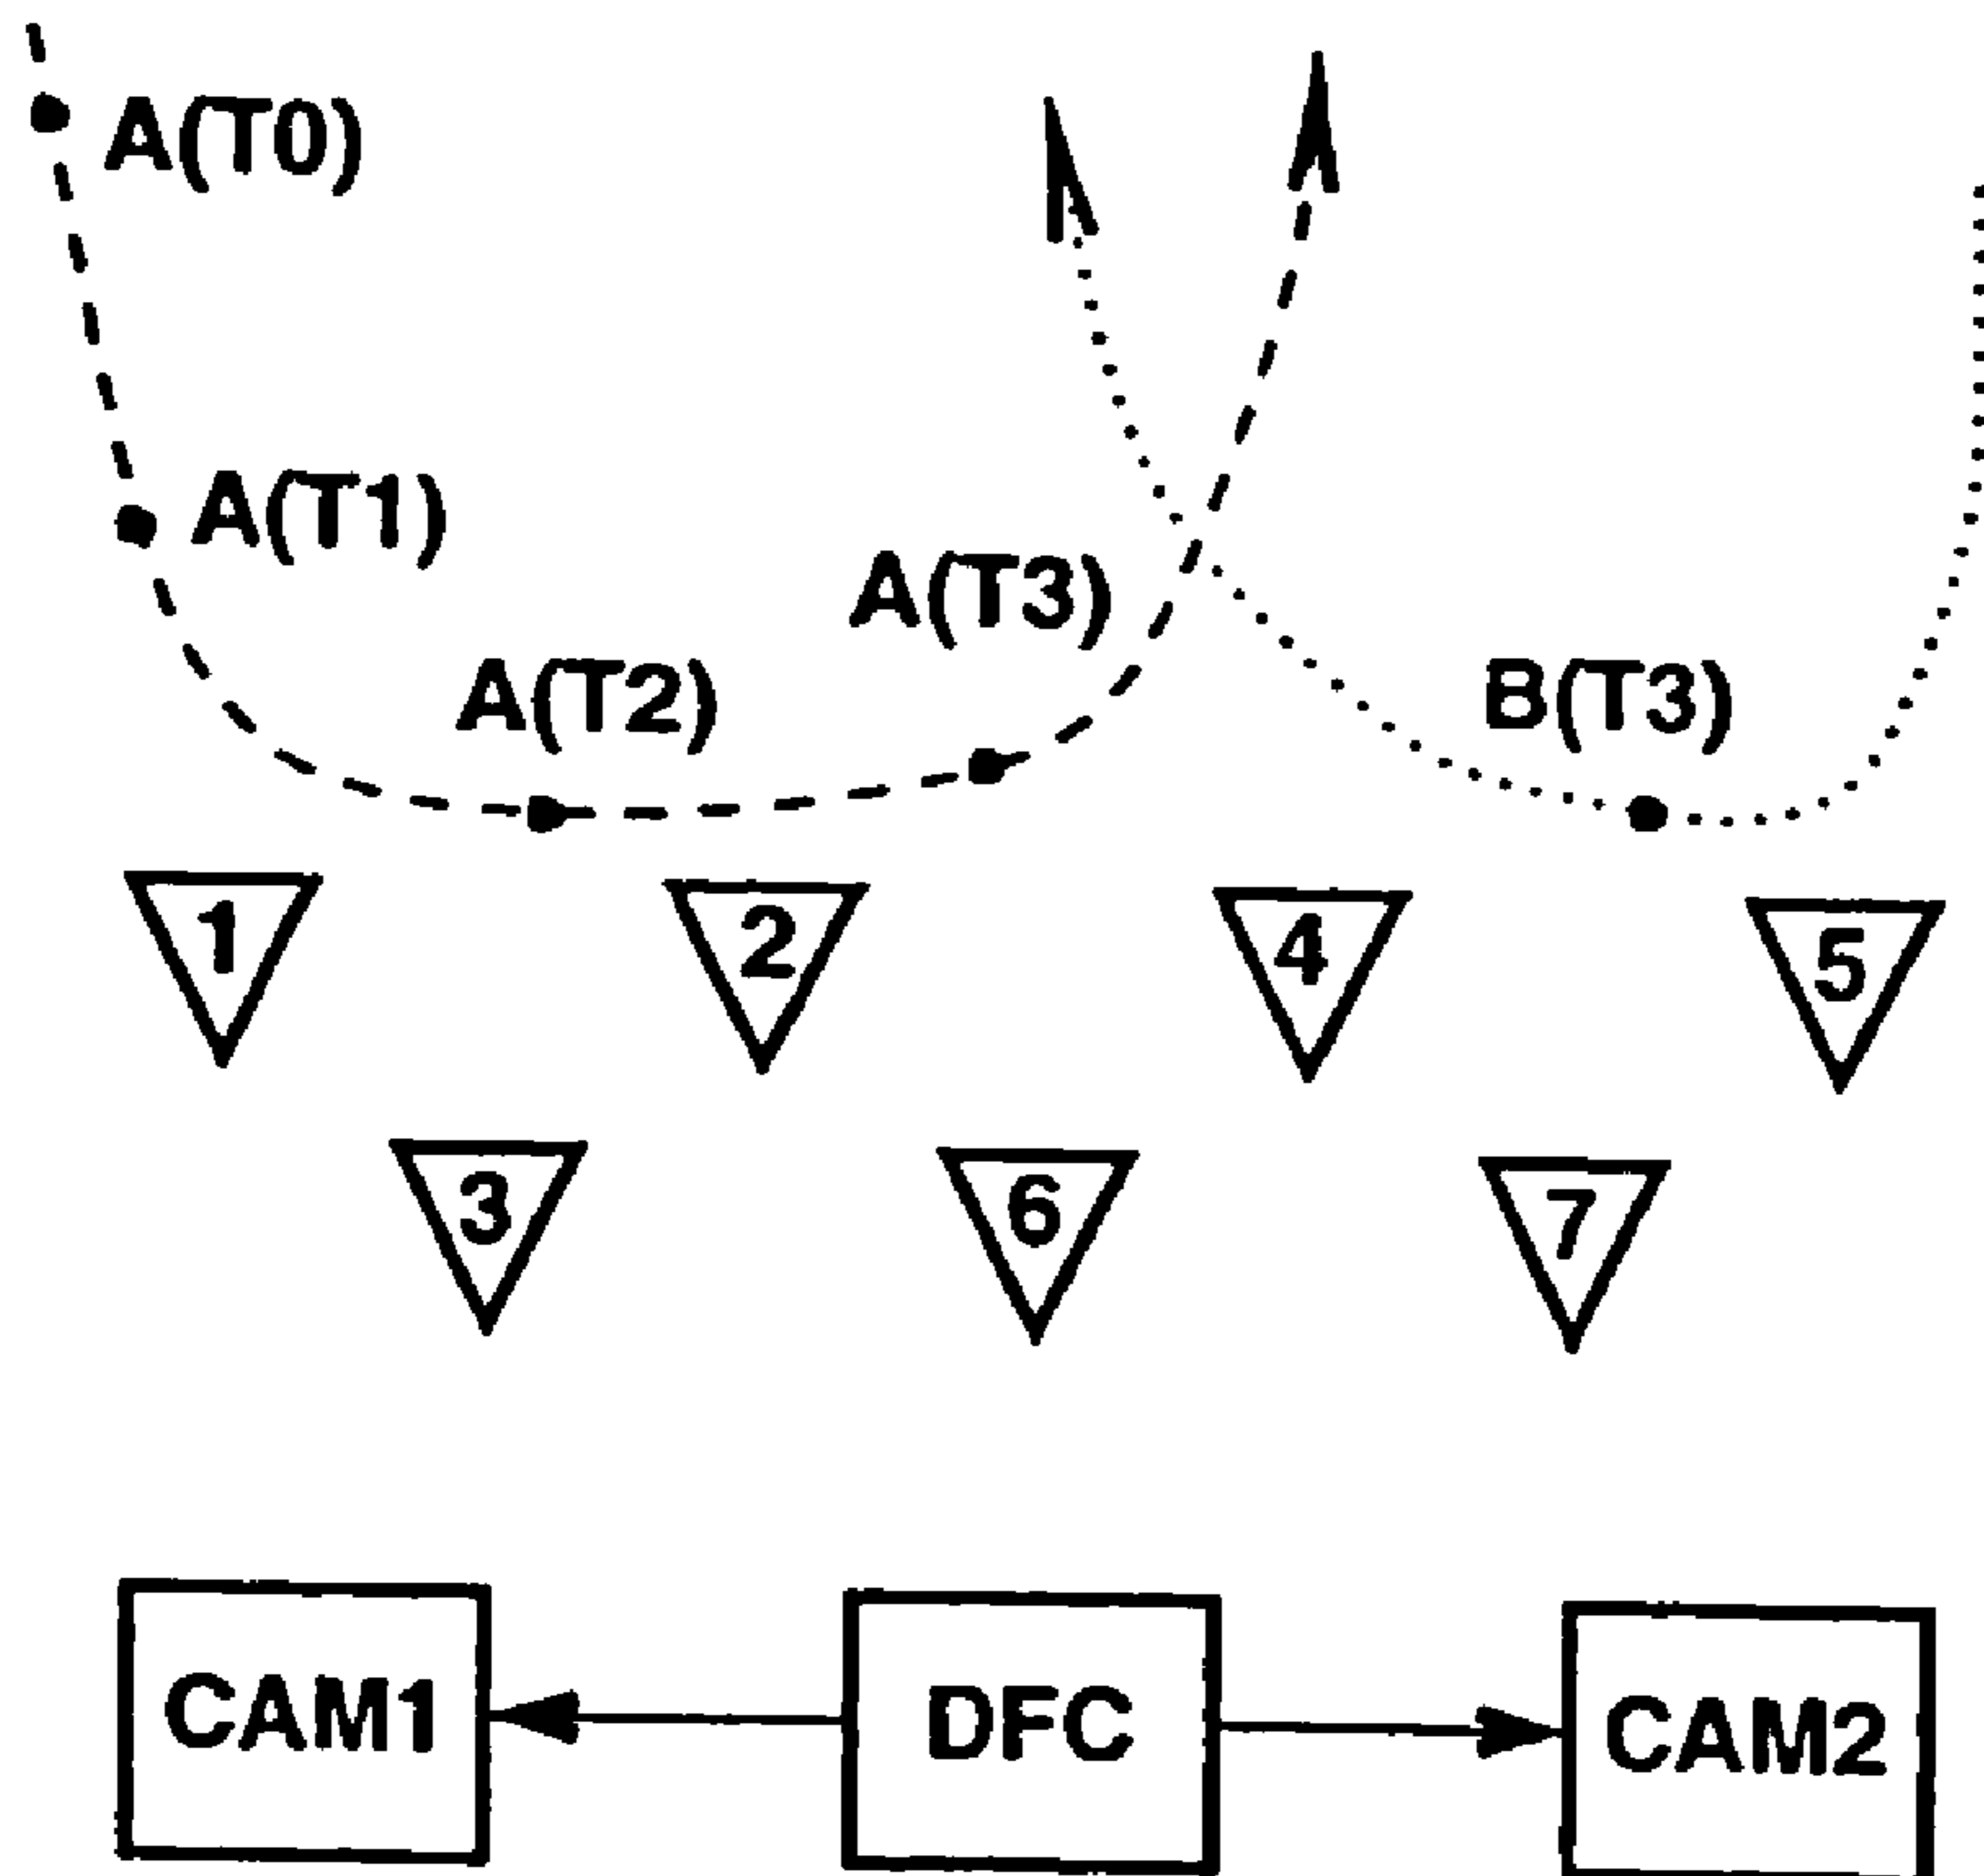 A(T0)
A(T1)
A(T3)
A(T2)
B(T3)
1
2
4
5
3
6
7
CAM1
DFC
CAM2